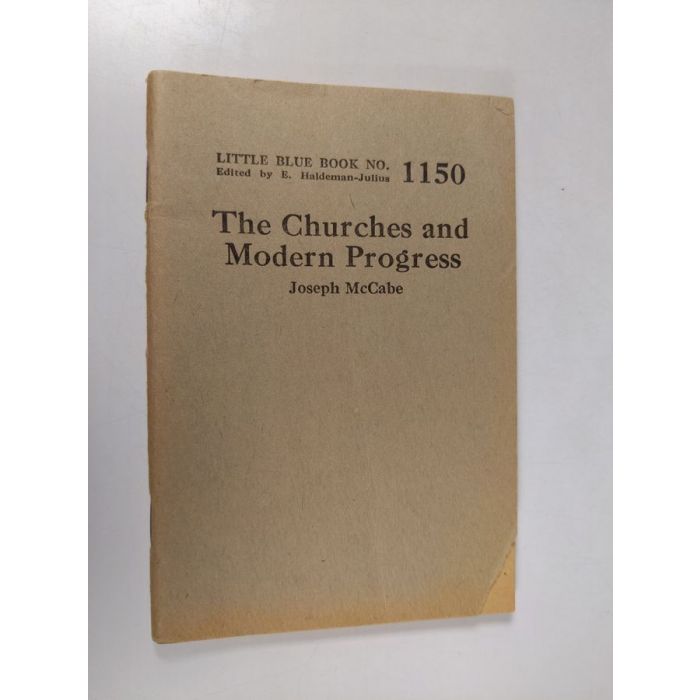 LITTLE BLUE BOOK NO. 1150
Edited by E. Haldeman-Julius
The Churches and
Modern Progress
Joseph McCabe